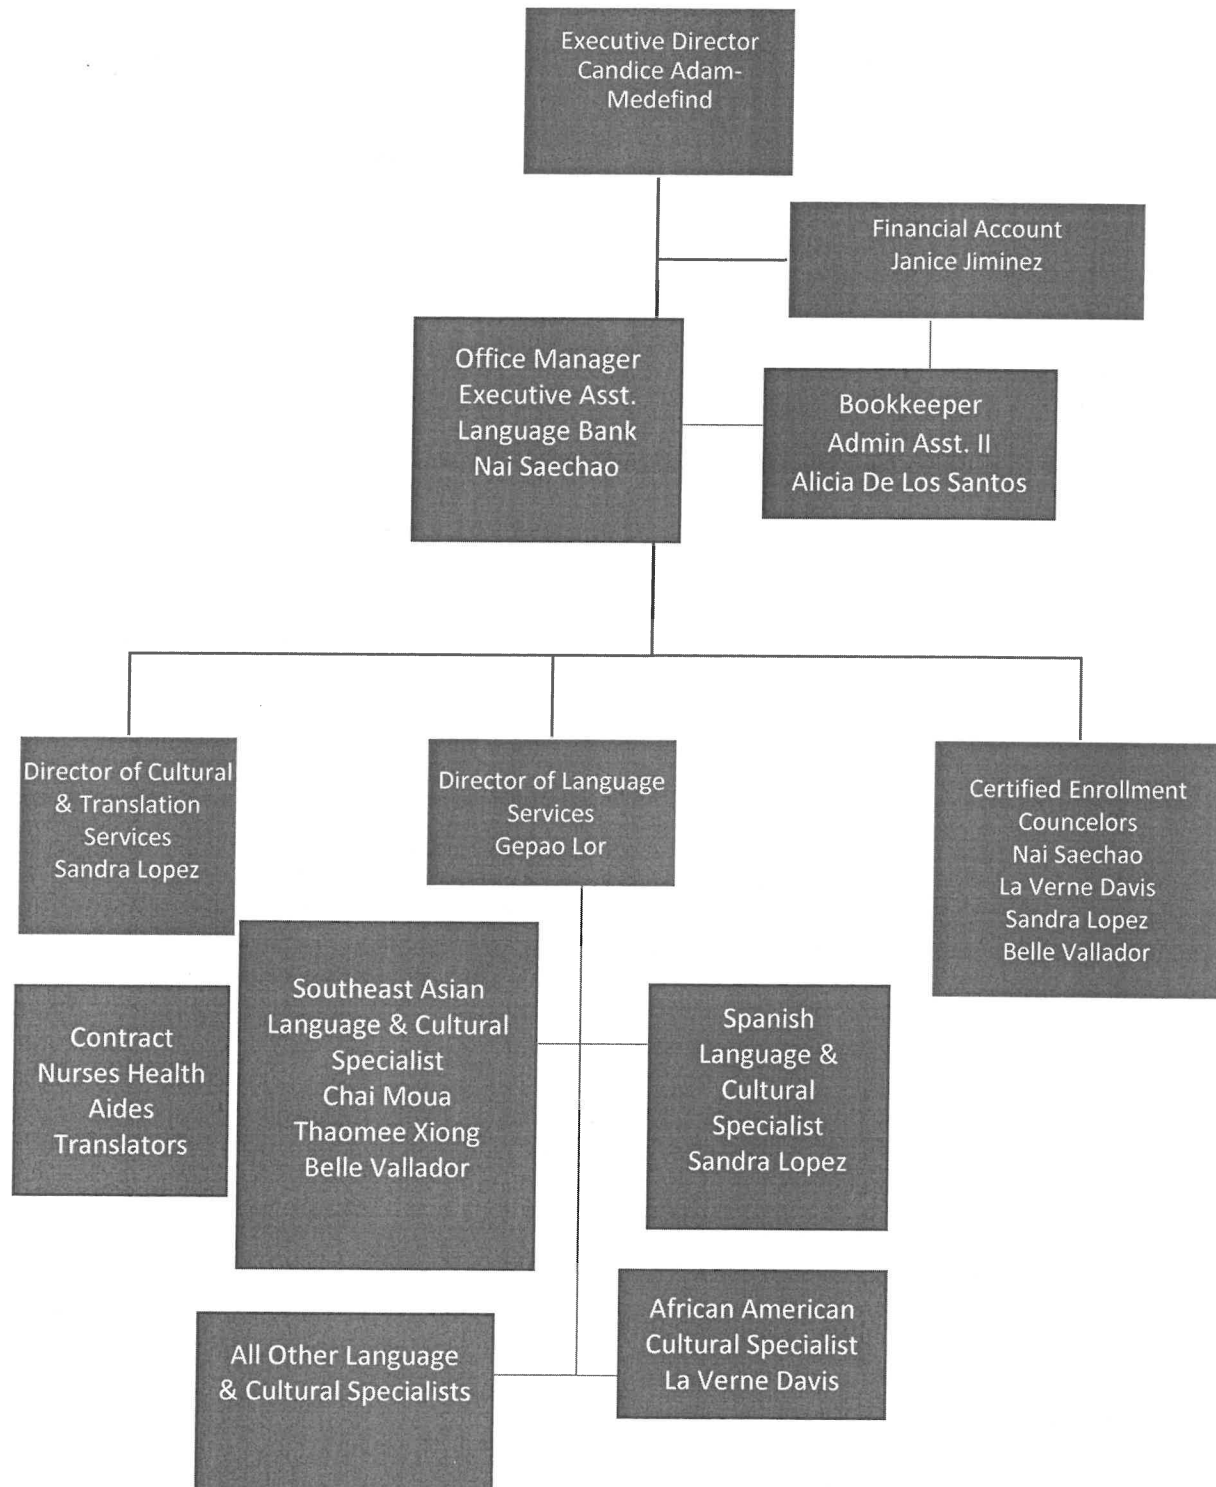 Executive Director
Candice Adam-
Medefind
Financial Account
Janice Jiminez
Office Manager
Executive Asst.
Language Bank
Nai Saechao
Bookkeeper
Admin Asst. II
Alicia De Los Santos
Director of Cultural
& Translation
Services
Sandra Lopez
Director of Language
Services
Gepao Lor
Certified Enrollment
Councelors
Nai Saechao
La Verne Davis
Sandra Lopez
Belle Vallador
Contract
Nurses Health
Aides
Translators
Southeast Asian
Language & Cultural
Specialist
Chai Moua
Thaomee Xiong
Belle Vallador
Spanish
Language &
Cultural
Specialist
Sandra Lopez
All Other Language
& Cultural Specialists
African American
Cultural Specialist
La Verne Davis